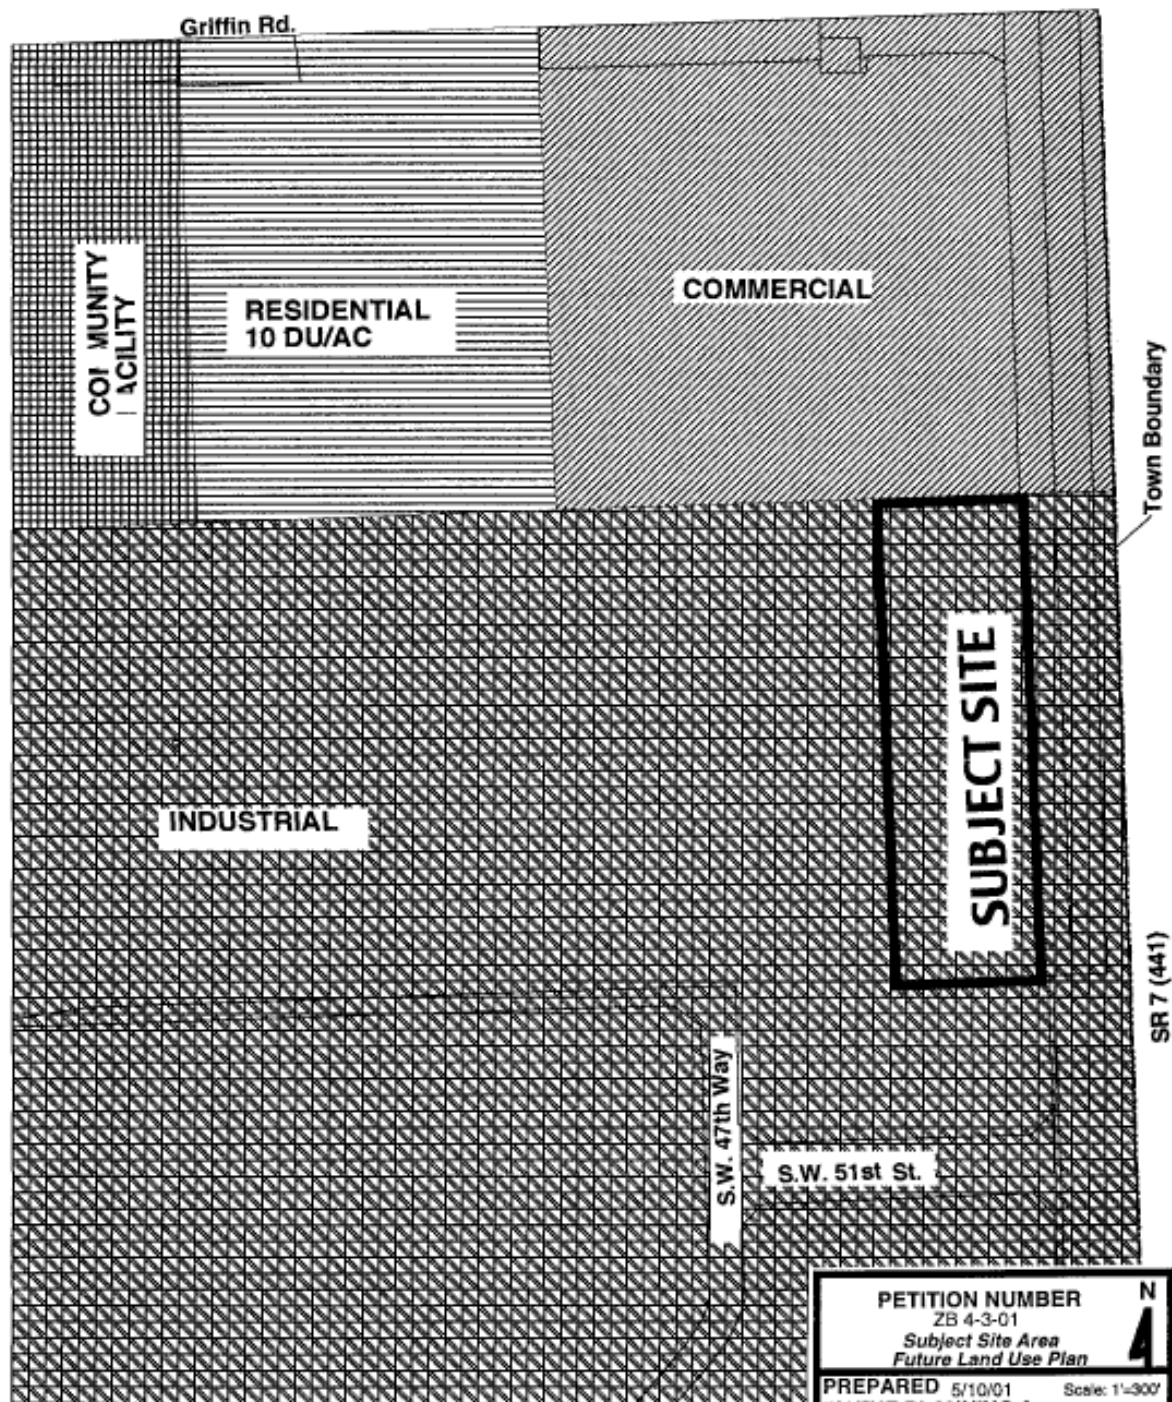 Griffin Rd.
COMMERCIAL
RESIDENTIAL
10 DU/AC
COMMUNITY
FACILITY
Town Boundary
SUBJECT SITE
INDUSTRIAL
SR 7 (441)
S.W. 47th Way
S.W. 51st St.
PETITION NUMBER
ZB 4-3-01
Subject Site Area
Future Land Use Plan
N
PREPARED 5/10/01
Scale: 1'=300'